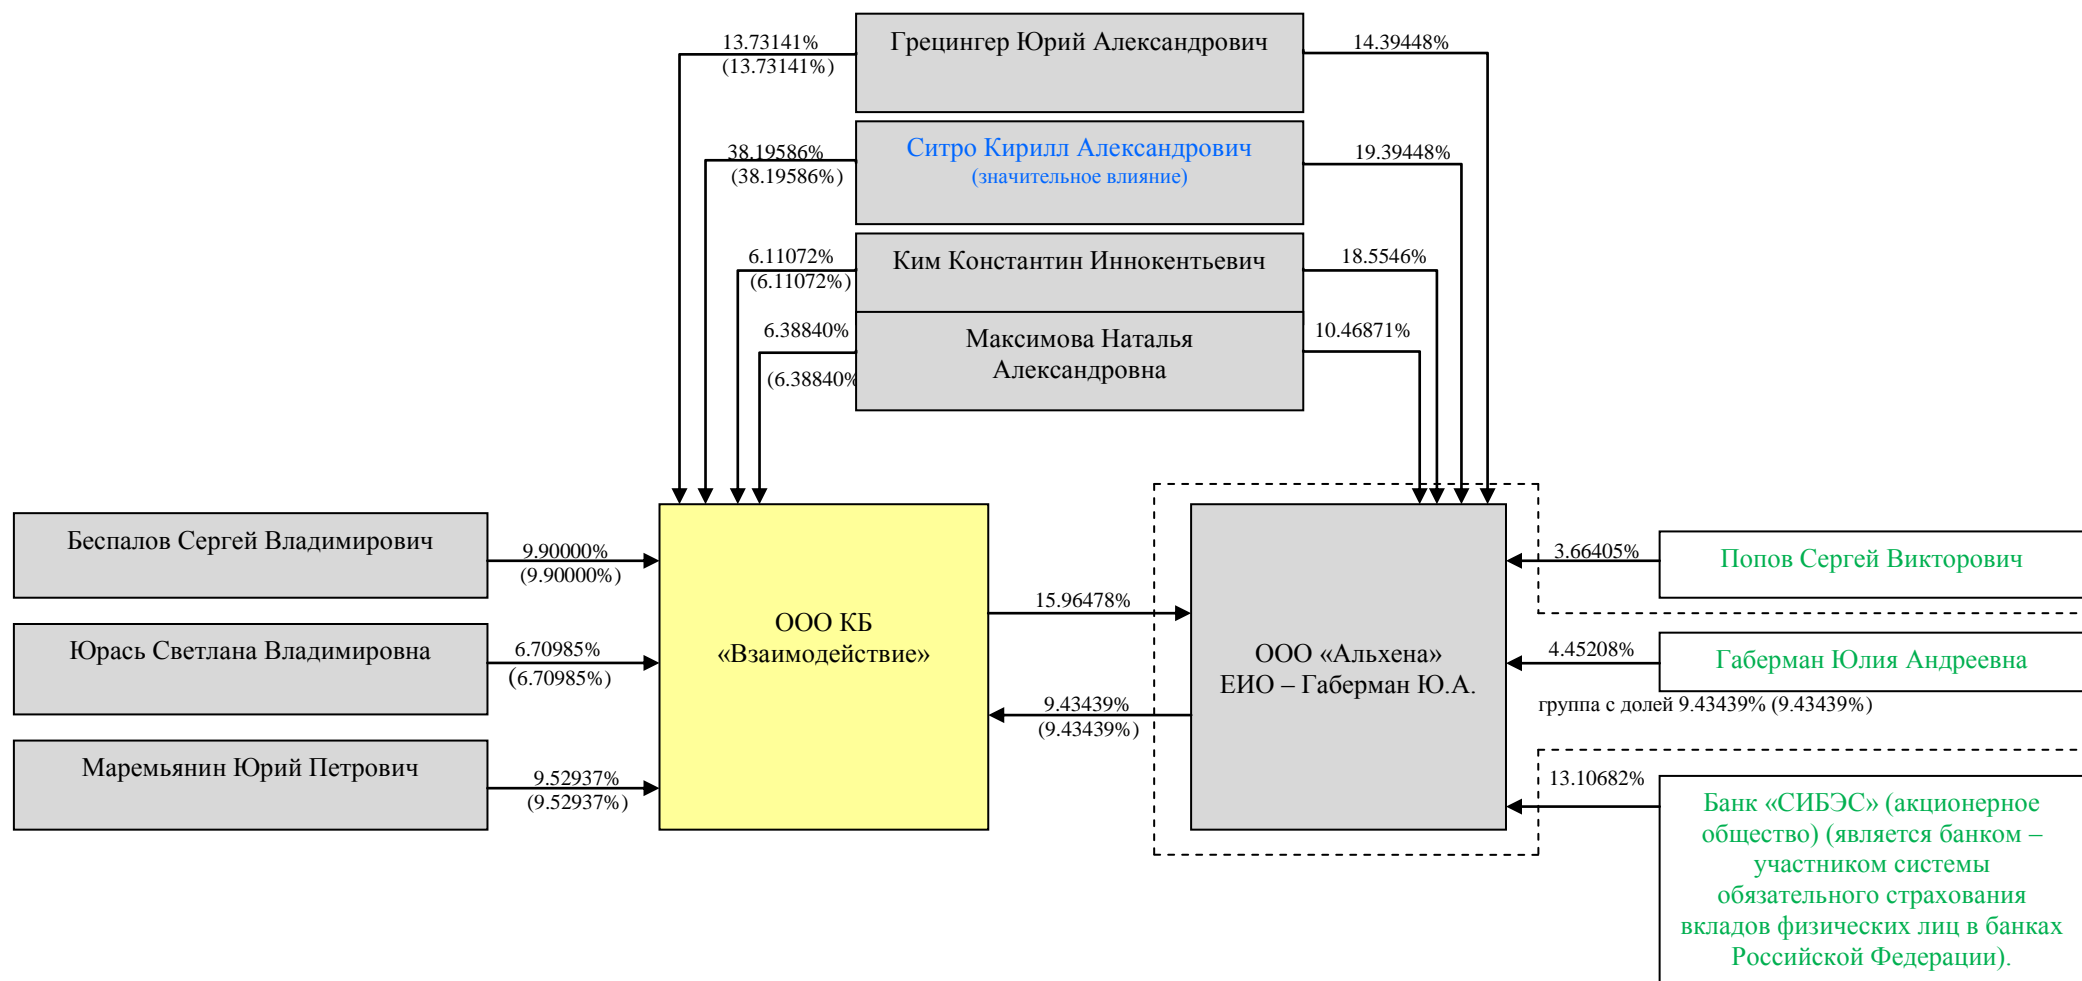 13.73141%
(13.73141%)
Грецингер Юрий Александрович
14.39448%
38.19586%
(38.19586%)
Ситро Кирилл Александрович
(значительное влияние)
19.39448%
6.11072%
(6.11072%)
Ким Константин Иннокентьевич
18.5546%
6.38840%
(6.38840%
Максимова Наталья
Александровна
10.46871%
Беспалов Сергей Владимирович
9.90000%
(9.90000%)
Юрась Светлана Владимировна
6.70985%
(6.70985%)
Маремьянин Юрий Петрович
9.52937%
(9.52937%)
ООО КБ
«Взаимодействие»
15.96478%
9.43439%
(9.43439%)
ООО «Альхена»
ЕИО – Габерман Ю.А.
3.66405%
Попов Сергей Викторович
4.45208%
Габерман Юлия Андреевна
группа с долей 9.43439% (9.43439%)
13.10682%
Банк «СИБЭС» (акционерное
общество) (является банком –
участником системы
обязательного страхования
вкладов физических лиц в банках
Российской Федерации).